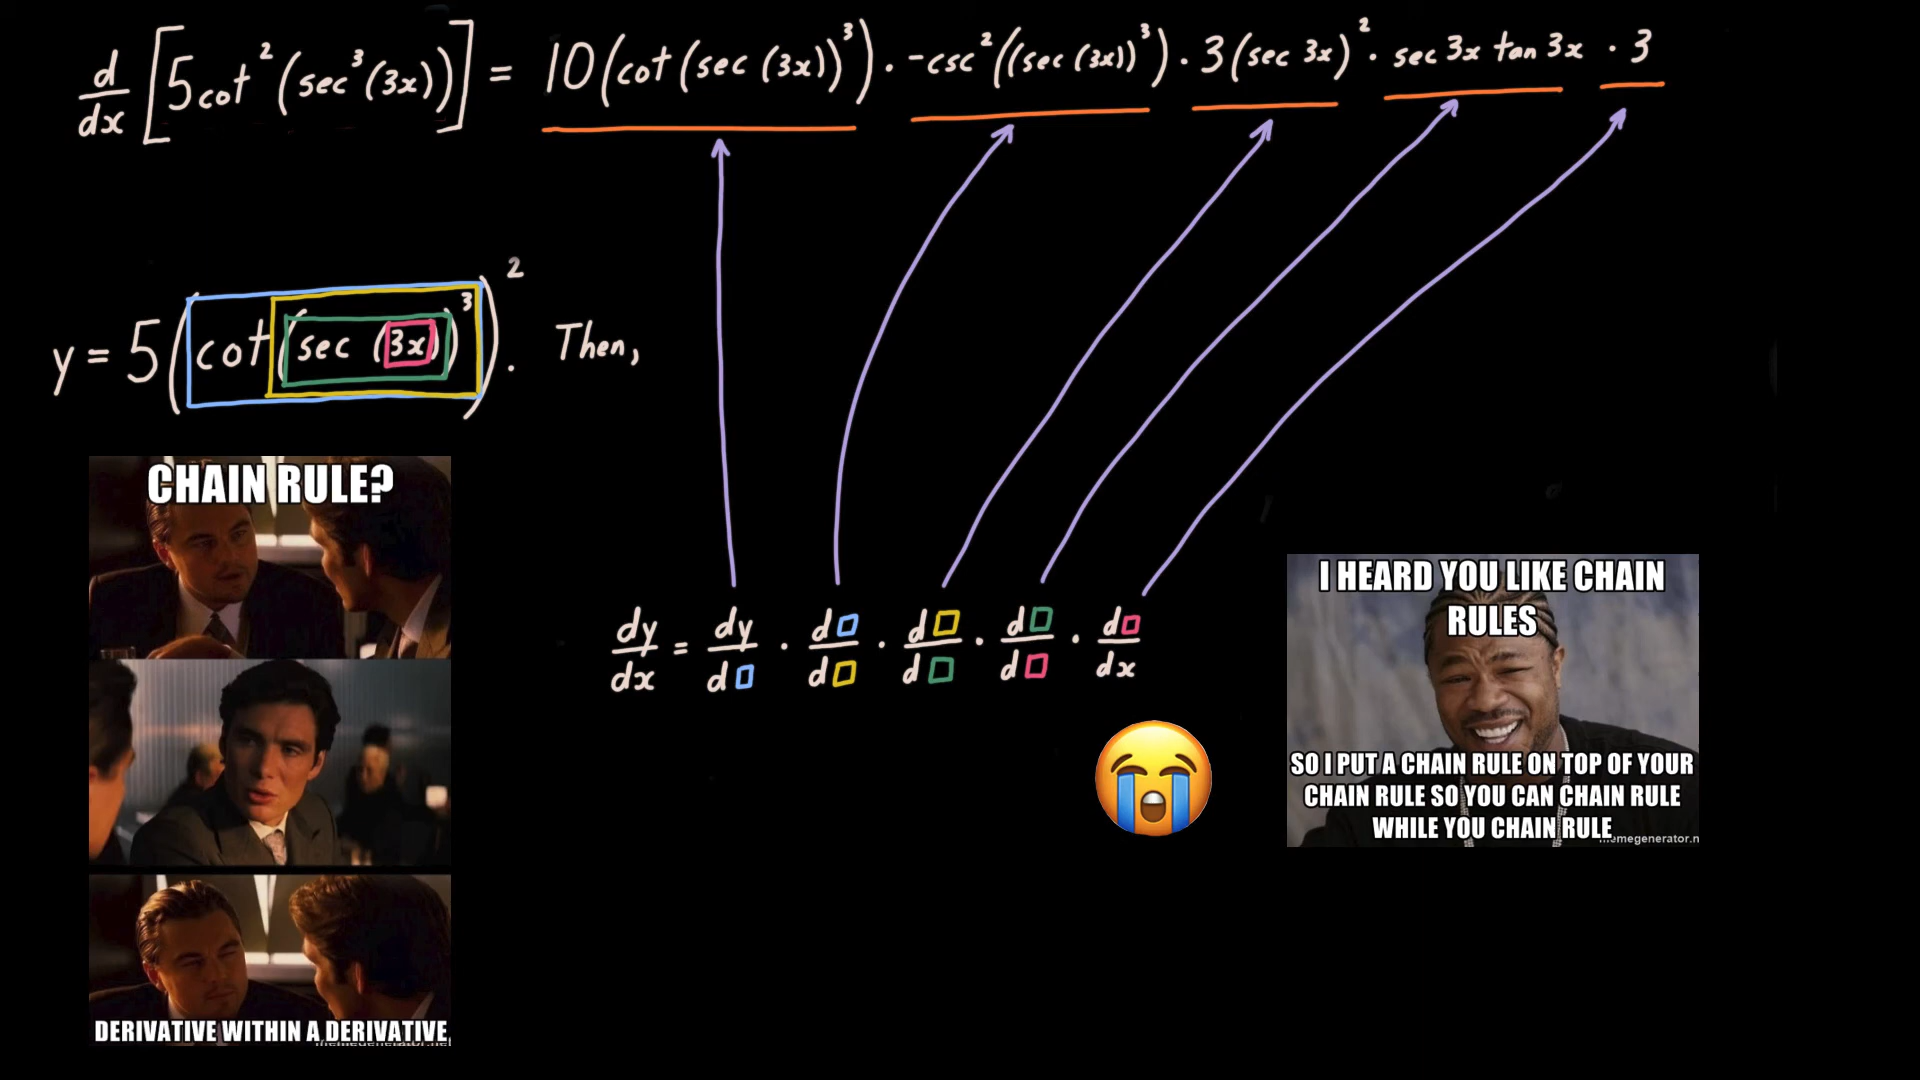 d/dx [5cot²(sec³(3x))] = 10(cot(sec(3x))³) · -csc²((sec(3x))³) · 3(sec 3x)² · sec 3x tan 3x · 3
y = 5(cot(sec(3x))³)². Then,
CHAIN RULE?
DERIVATIVE WITHIN A DERIVATIVE
memegenerator.net
dy/dx = dy/d□ · d□/d□ · d□/d□ · d□/d□ · d□/dx
I HEARD YOU LIKE CHAIN
RULES
SO I PUT A CHAIN RULE ON TOP OF YOUR
CHAIN RULE SO YOU CAN CHAIN RULE
WHILE YOU CHAIN RULE
memegenerator.n